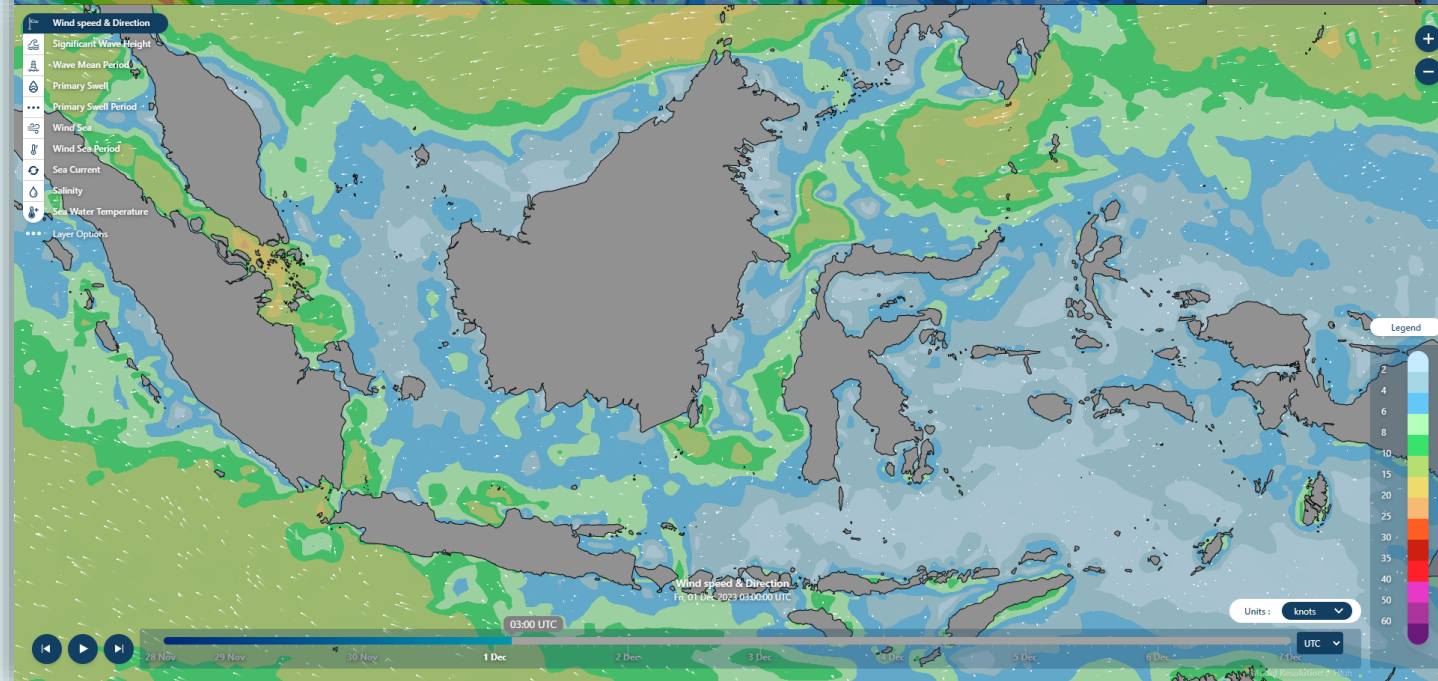 Wind speed & Direction
Significant Wave Height
Wave Mean Period
Primary Swell
Primary Swell Period
Wind Sea
Wind Sea Period
Sea Current
Salinity
Sea Water Temperature
Layer Options
+
−
Legend
2
4
6
8
10
15
20
25
30
35
40
50
60
Wind speed & Direction
Fri, 01 Dec 2023 03:00:00 UTC
Units :
knots
03:00 UTC
UTC
28 Nov
29 Nov
30 Nov
1 Dec
2 Dec
3 Dec
4 Dec
5 Dec
6 Dec
7 Dec